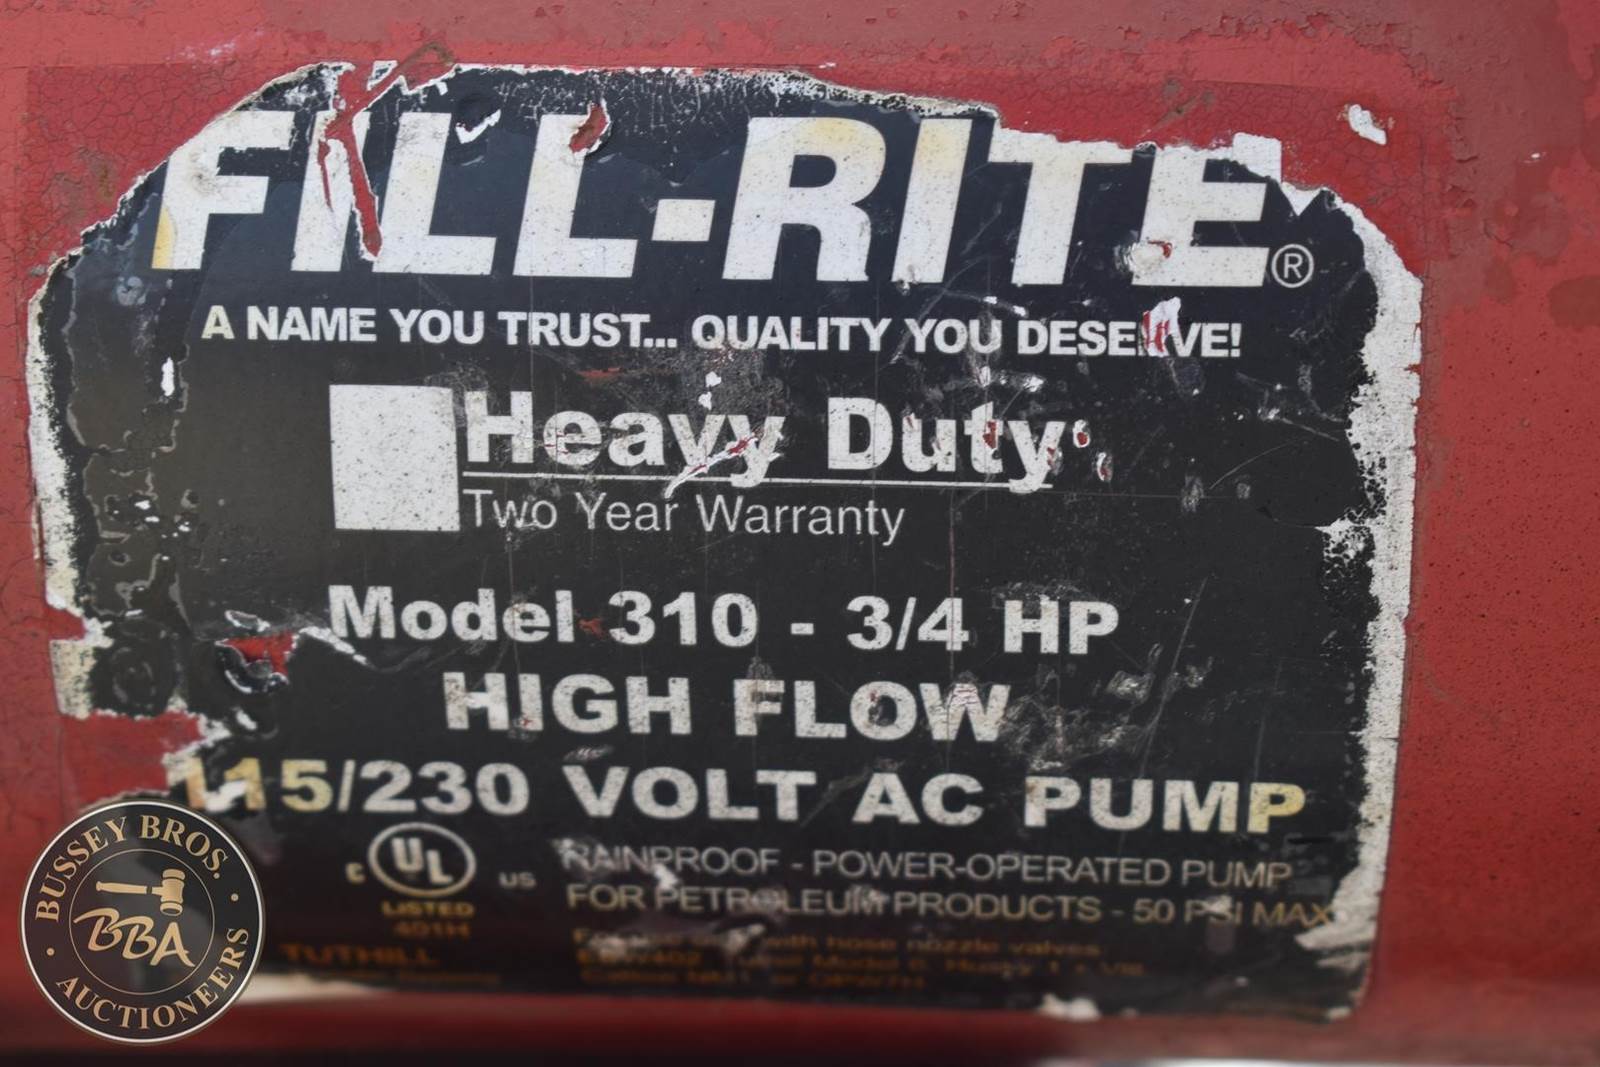 FILL-RITE®
A NAME YOU TRUST... QUALITY YOU DESERVE!
Heavy Duty
Two Year Warranty
Model 310 - 3/4 HP
HIGH FLOW
115/230 VOLT AC PUMP
c UL US
LISTED
401H
RAINPROOF - POWER-OPERATED PUMP
FOR PETROLEUM PRODUCTS - 50 PSI MAX
with hose nozzle valves
TUTHILL
BUSSEY BROS.
BBA
AUCTIONEERS